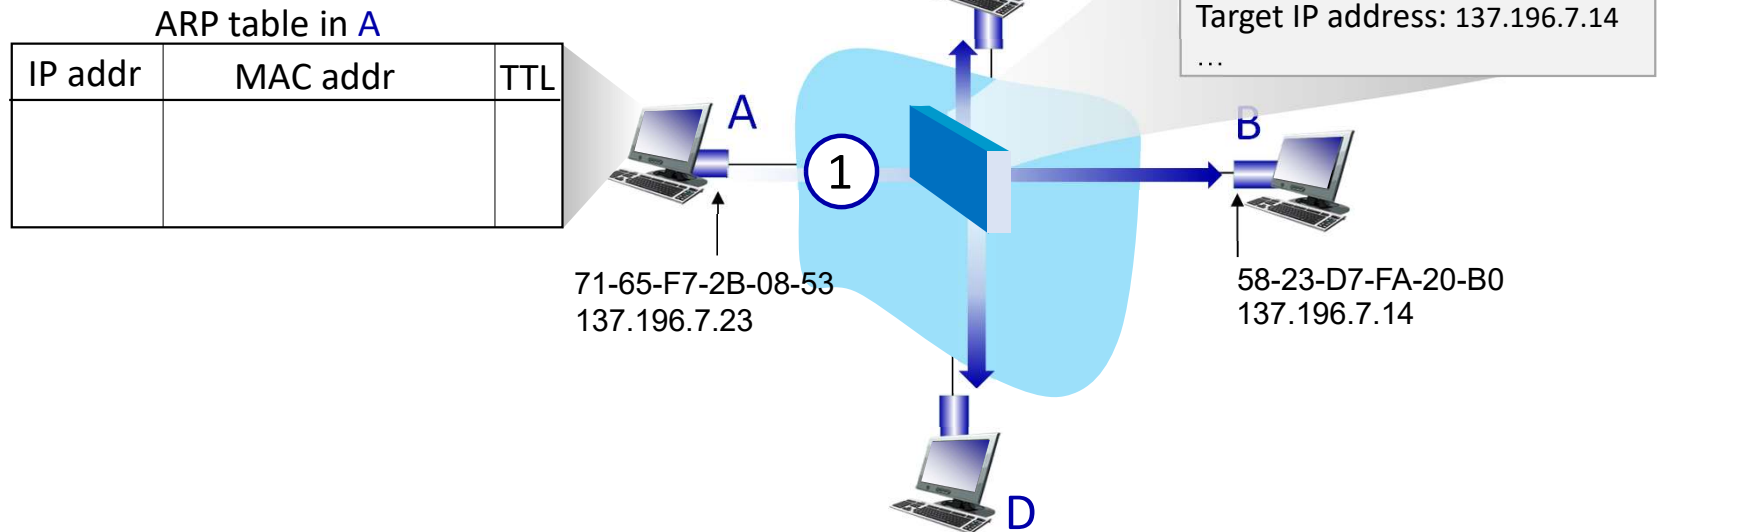 ARP table in A
IP addr MAC addr TTL
Target IP address: 137.196.7.14
...
A
1
B
71-65-F7-2B-08-53
137.196.7.23
58-23-D7-FA-20-B0
137.196.7.14
D